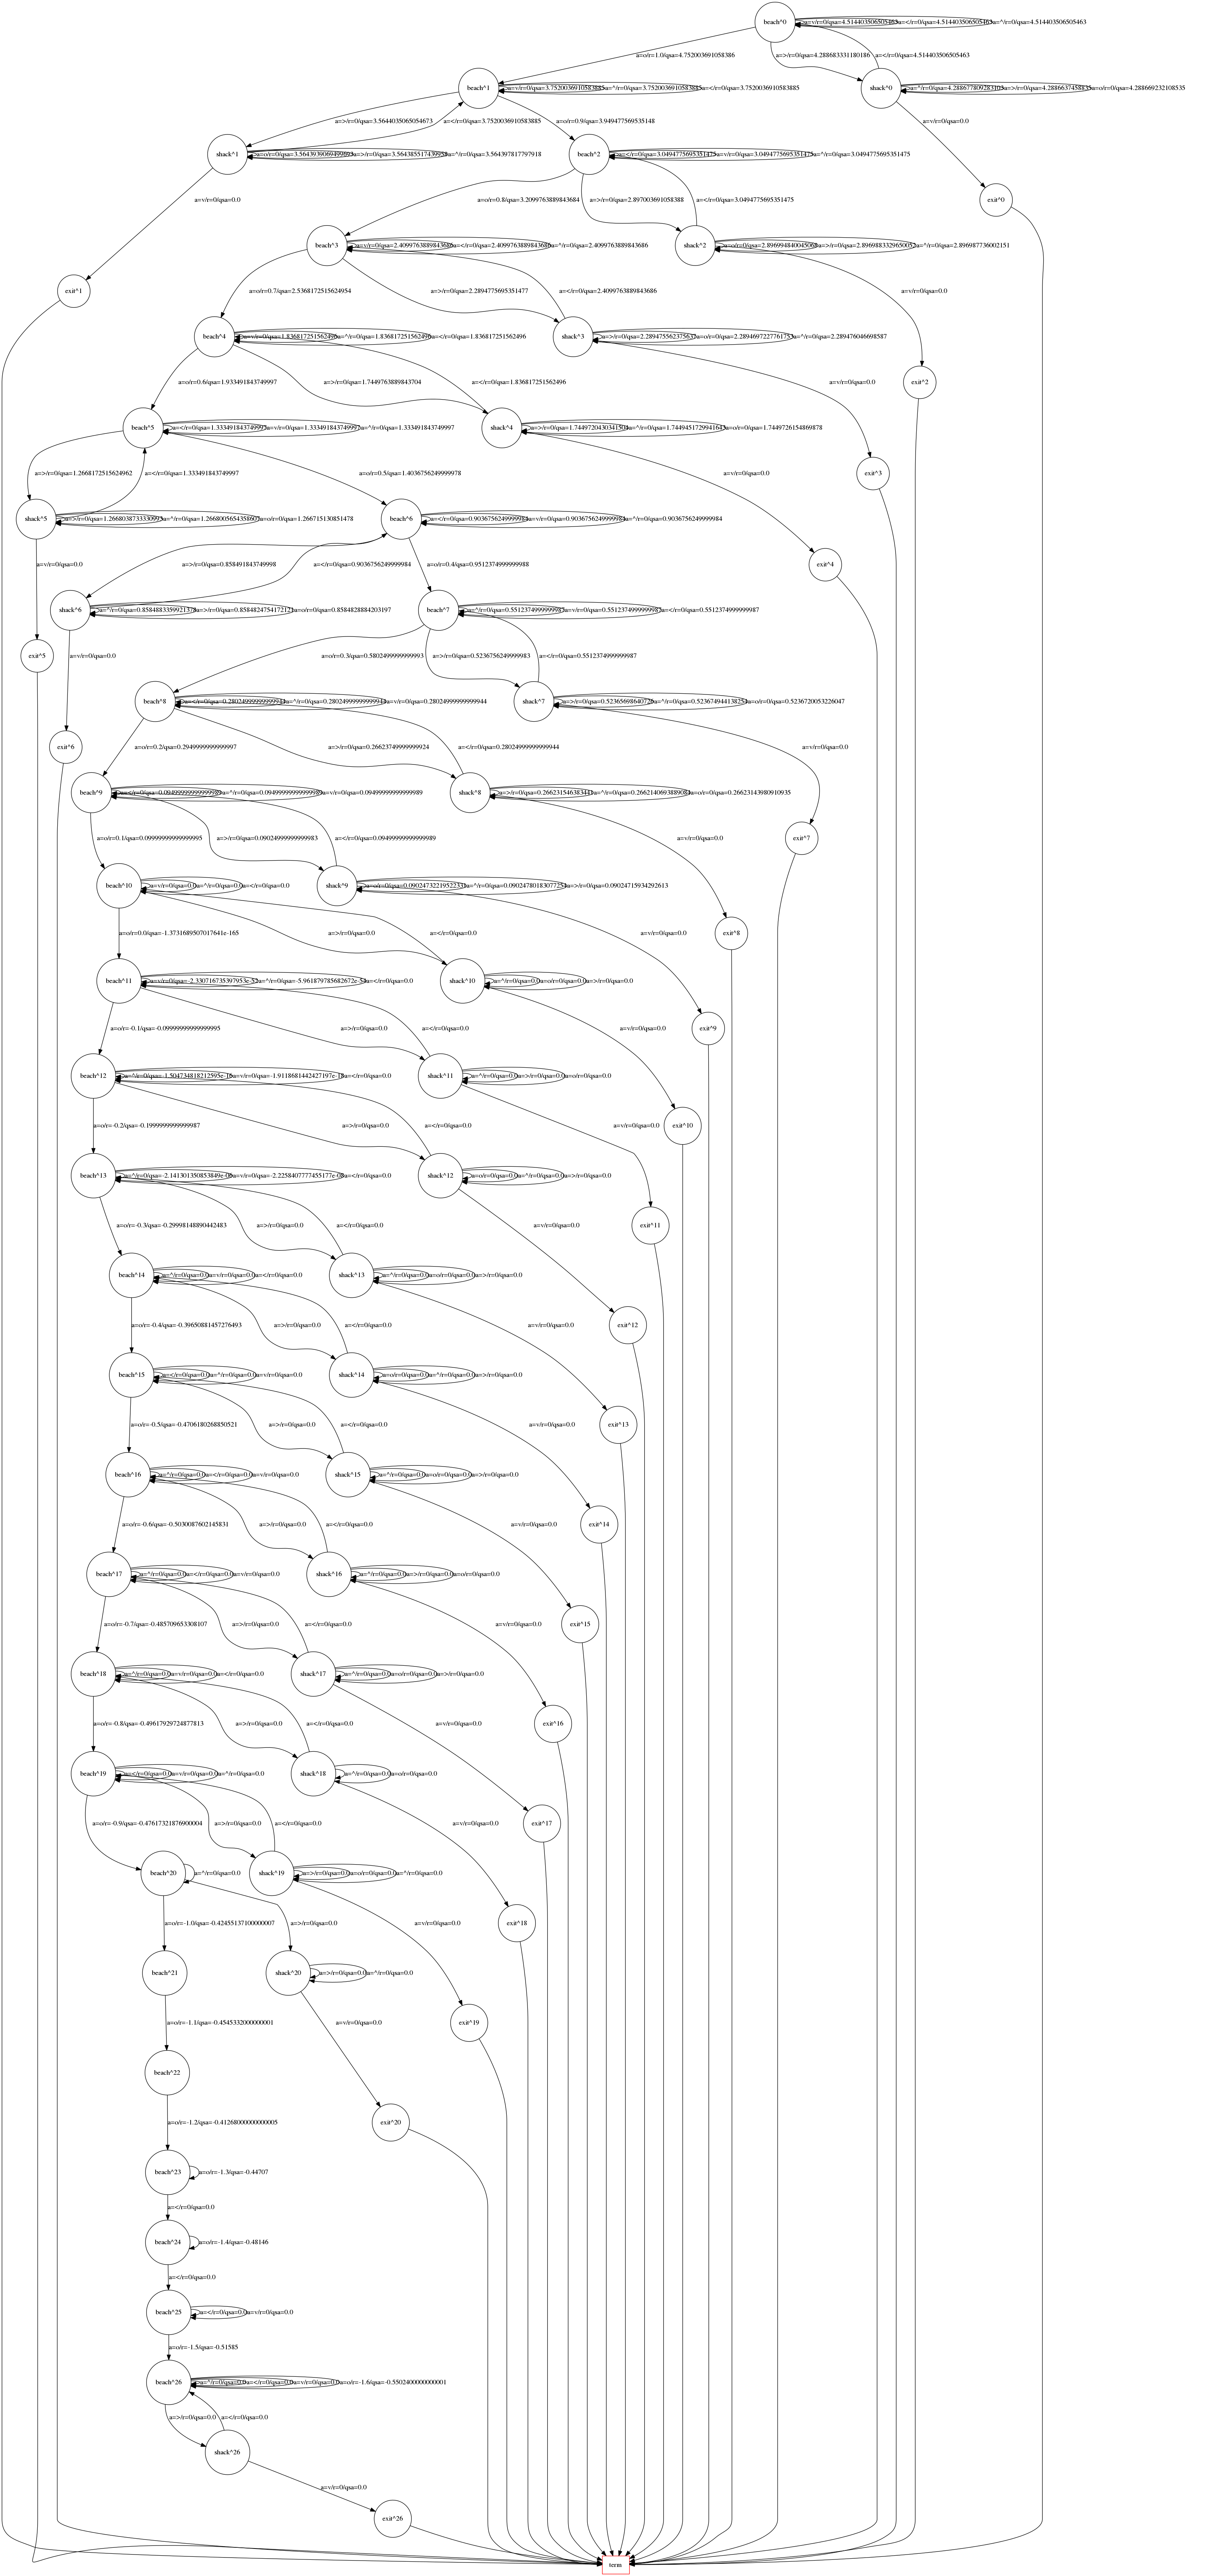 beach^0
a=v/r=0/qsa=4.514403506505463
a=</r=0/qsa=4.514403506505463
a=^/r=0/qsa=4.514403506505463
a=o/r=1.0/qsa=4.752003691058386
a=>/r=0/qsa=4.288683331180186
a=</r=0/qsa=4.514403506505463
beach^1
a=v/r=0/qsa=3.7520036910583885
a=^/r=0/qsa=3.7520036910583885
a=</r=0/qsa=3.7520036910583885
shack^0
a=^/r=0/qsa=4.288677809283105
a=>/r=0/qsa=4.2886637458835
a=o/r=0/qsa=4.288669232108535
a=>/r=0/qsa=3.5644035065054673
a=</r=0/qsa=3.7520036910583885
a=o/r=0.9/qsa=3.949477569535148
a=v/r=0/qsa=0.0
shack^1
a=o/r=0/qsa=3.5643939069499695
a=>/r=0/qsa=3.564385517439958
a=^/r=0/qsa=3.564397817797918
beach^2
a=</r=0/qsa=3.0494775695351475
a=v/r=0/qsa=3.0494775695351475
a=^/r=0/qsa=3.0494775695351475
a=v/r=0/qsa=0.0
a=o/r=0.8/qsa=3.2099763889843684
a=>/r=0/qsa=2.897003691058388
a=</r=0/qsa=3.0494775695351475
exit^0
beach^3
a=v/r=0/qsa=2.4099763889843686
a=</r=0/qsa=2.4099763889843686
a=^/r=0/qsa=2.4099763889843686
shack^2
a=o/r=0/qsa=2.896994840045068
a=>/r=0/qsa=2.8969883329650052
a=^/r=0/qsa=2.896987736002151
exit^1
a=o/r=0.7/qsa=2.5368172515624954
a=>/r=0/qsa=2.2894775695351477
a=</r=0/qsa=2.4099763889843686
a=v/r=0/qsa=0.0
beach^4
a=v/r=0/qsa=1.836817251562496
a=^/r=0/qsa=1.836817251562496
a=</r=0/qsa=1.836817251562496
shack^3
a=>/r=0/qsa=2.289475562375637
a=o/r=0/qsa=2.2894697227761753
a=^/r=0/qsa=2.289476046698587
a=o/r=0.6/qsa=1.933491843749997
a=>/r=0/qsa=1.7449763889843704
a=</r=0/qsa=1.836817251562496
a=v/r=0/qsa=0.0
exit^2
beach^5
a=</r=0/qsa=1.333491843749997
a=v/r=0/qsa=1.333491843749997
a=^/r=0/qsa=1.333491843749997
shack^4
a=>/r=0/qsa=1.7449720430341504
a=^/r=0/qsa=1.7449451729941643
a=o/r=0/qsa=1.7449726154869878
a=>/r=0/qsa=1.2668172515624962
a=</r=0/qsa=1.333491843749997
a=o/r=0.5/qsa=1.4036756249999978
a=v/r=0/qsa=0.0
exit^3
shack^5
a=>/r=0/qsa=1.2668038733330995
a=^/r=0/qsa=1.2668005654358607
a=o/r=0/qsa=1.266715130851478
beach^6
a=</r=0/qsa=0.9036756249999984
a=v/r=0/qsa=0.9036756249999984
a=^/r=0/qsa=0.9036756249999984
a=v/r=0/qsa=0.0
a=>/r=0/qsa=0.858491843749998
a=</r=0/qsa=0.9036756249999984
a=o/r=0.4/qsa=0.9512374999999988
exit^4
shack^6
a=^/r=0/qsa=0.8584883359921378
a=>/r=0/qsa=0.8584824754172121
a=o/r=0/qsa=0.8584828884203197
beach^7
a=^/r=0/qsa=0.5512374999999987
a=v/r=0/qsa=0.5512374999999987
a=</r=0/qsa=0.5512374999999987
exit^5
a=v/r=0/qsa=0.0
a=o/r=0.3/qsa=0.5802499999999993
a=>/r=0/qsa=0.5236756249999983
a=</r=0/qsa=0.5512374999999987
beach^8
a=</r=0/qsa=0.28024999999999944
a=^/r=0/qsa=0.28024999999999944
a=v/r=0/qsa=0.28024999999999944
shack^7
a=>/r=0/qsa=0.52365698640726
a=^/r=0/qsa=0.523674944138254
a=o/r=0/qsa=0.5236720053226047
exit^6
a=o/r=0.2/qsa=0.2949999999999997
a=>/r=0/qsa=0.26623749999999924
a=</r=0/qsa=0.28024999999999944
a=v/r=0/qsa=0.0
beach^9
a=</r=0/qsa=0.09499999999999989
a=^/r=0/qsa=0.09499999999999989
a=v/r=0/qsa=0.09499999999999989
shack^8
a=>/r=0/qsa=0.266231546383441
a=^/r=0/qsa=0.2662140693889084
a=o/r=0/qsa=0.26623143980910935
a=o/r=0.1/qsa=0.09999999999999995
a=>/r=0/qsa=0.0902499999999983
a=</r=0/qsa=0.09499999999999989
a=v/r=0/qsa=0.0
exit^7
beach^10
a=v/r=0/qsa=0.0
a=^/r=0/qsa=0.0
a=</r=0/qsa=0.0
shack^9
a=o/r=0/qsa=0.09024732219522331
a=^/r=0/qsa=0.09024780183077254
a=>/r=0/qsa=0.09024715934292613
a=o/r=0.0/qsa=-1.3731689507017641e-165
a=>/r=0/qsa=0.0
a=</r=0/qsa=0.0
a=v/r=0/qsa=0.0
exit^8
beach^11
a=v/r=0/qsa=-2.330716735397953e-52
a=^/r=0/qsa=-5.961879785682672e-54
a=</r=0/qsa=0.0
shack^10
a=^/r=0/qsa=0.0
a=o/r=0/qsa=0.0
a=>/r=0/qsa=0.0
a=o/r=-0.1/qsa=-0.09999999999999995
a=>/r=0/qsa=0.0
a=</r=0/qsa=0.0
a=v/r=0/qsa=0.0
exit^9
beach^12
a=^/r=0/qsa=-1.504734818212595e-16
a=v/r=0/qsa=-1.9118681442427197e-18
a=</r=0/qsa=0.0
shack^11
a=^/r=0/qsa=0.0
a=>/r=0/qsa=0.0
a=o/r=0/qsa=0.0
exit^10
a=o/r=-0.2/qsa=-0.1999999999999987
a=>/r=0/qsa=0.0
a=</r=0/qsa=0.0
a=v/r=0/qsa=0.0
beach^13
a=^/r=0/qsa=-2.141301350853849e-06
a=v/r=0/qsa=-2.2258407777455177e-08
a=</r=0/qsa=0.0
shack^12
a=o/r=0/qsa=0.0
a=^/r=0/qsa=0.0
a=>/r=0/qsa=0.0
a=o/r=-0.3/qsa=-0.29998148890442483
a=>/r=0/qsa=0.0
a=</r=0/qsa=0.0
a=v/r=0/qsa=0.0
exit^11
beach^14
a=^/r=0/qsa=0.0
a=v/r=0/qsa=0.0
a=</r=0/qsa=0.0
shack^13
a=^/r=0/qsa=0.0
a=o/r=0/qsa=0.0
a=>/r=0/qsa=0.0
a=o/r=-0.4/qsa=-0.39650881457276493
a=>/r=0/qsa=0.0
a=</r=0/qsa=0.0
a=v/r=0/qsa=0.0
exit^12
beach^15
a=</r=0/qsa=0.0
a=^/r=0/qsa=0.0
a=v/r=0/qsa=0.0
shack^14
a=o/r=0/qsa=0.0
a=^/r=0/qsa=0.0
a=>/r=0/qsa=0.0
a=o/r=-0.5/qsa=-0.4706180268850521
a=>/r=0/qsa=0.0
a=</r=0/qsa=0.0
a=v/r=0/qsa=0.0
exit^13
beach^16
a=^/r=0/qsa=0.0
a=</r=0/qsa=0.0
a=v/r=0/qsa=0.0
shack^15
a=^/r=0/qsa=0.0
a=o/r=0/qsa=0.0
a=>/r=0/qsa=0.0
a=o/r=-0.6/qsa=-0.5030087602145831
a=>/r=0/qsa=0.0
a=</r=0/qsa=0.0
a=v/r=0/qsa=0.0
exit^14
beach^17
a=^/r=0/qsa=0.0
a=</r=0/qsa=0.0
a=v/r=0/qsa=0.0
shack^16
a=^/r=0/qsa=0.0
a=>/r=0/qsa=0.0
a=o/r=0/qsa=0.0
a=o/r=-0.7/qsa=-0.485709653308107
a=>/r=0/qsa=0.0
a=</r=0/qsa=0.0
a=v/r=0/qsa=0.0
exit^15
beach^18
a=^/r=0/qsa=0.0
a=v/r=0/qsa=0.0
a=</r=0/qsa=0.0
shack^17
a=^/r=0/qsa=0.0
a=o/r=0/qsa=0.0
a=>/r=0/qsa=0.0
a=o/r=-0.8/qsa=-0.49617929724877813
a=>/r=0/qsa=0.0
a=</r=0/qsa=0.0
a=v/r=0/qsa=0.0
exit^16
beach^19
a=</r=0/qsa=0.0
a=v/r=0/qsa=0.0
a=^/r=0/qsa=0.0
shack^18
a=^/r=0/qsa=0.0
a=o/r=0/qsa=0.0
a=o/r=-0.9/qsa=-0.47617321876900004
a=>/r=0/qsa=0.0
a=</r=0/qsa=0.0
a=v/r=0/qsa=0.0
exit^17
beach^20
a=^/r=0/qsa=0.0
shack^19
a=>/r=0/qsa=0.0
a=o/r=0/qsa=0.0
a=^/r=0/qsa=0.0
a=o/r=-1.0/qsa=-0.42455137100000007
a=>/r=0/qsa=0.0
a=v/r=0/qsa=0.0
exit^18
beach^21
shack^20
a=>/r=0/qsa=0.0
a=^/r=0/qsa=0.0
a=o/r=-1.1/qsa=-0.4545332000000001
a=v/r=0/qsa=0.0
exit^19
beach^22
a=o/r=-1.2/qsa=-0.41268000000000005
exit^20
beach^23
a=o/r=-1.3/qsa=-0.44707
a=</r=0/qsa=0.0
beach^24
a=o/r=-1.4/qsa=-0.48146
a=</r=0/qsa=0.0
beach^25
a=</r=0/qsa=0.0
a=v/r=0/qsa=0.0
a=o/r=-1.5/qsa=-0.51585
beach^26
a=^/r=0/qsa=0.0
a=</r=0/qsa=0.0
a=v/r=0/qsa=0.0
a=o/r=-1.6/qsa=-0.5502400000000001
a=>/r=0/qsa=0.0
a=</r=0/qsa=0.0
shack^26
a=v/r=0/qsa=0.0
exit^26
term